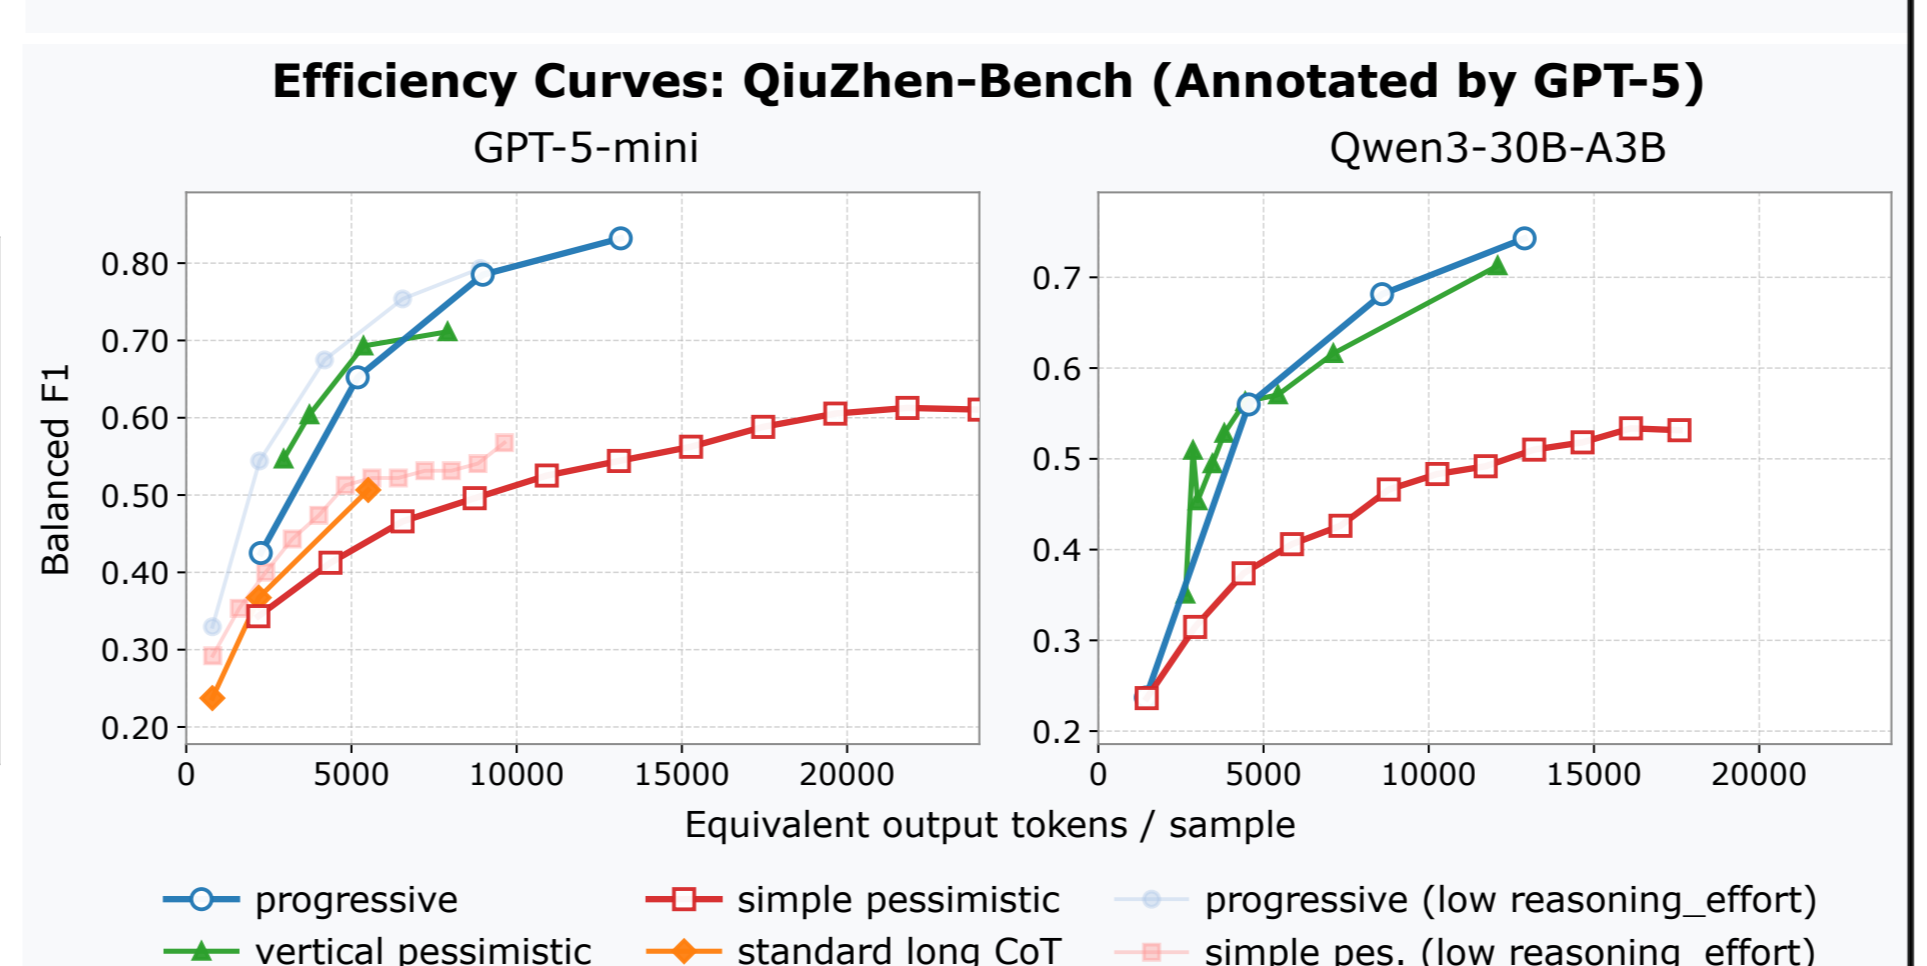 Efficiency Curves: QiuZhen-Bench (Annotated by GPT-5)
GPT-5-mini
Qwen3-30B-A3B
Balanced F1
0.80
0.70
0.60
0.50
0.40
0.30
0.20
0 5000 10000 15000 20000
0.7
0.6
0.5
0.4
0.3
0.2
0 5000 10000 15000 20000
Equivalent output tokens / sample
progressive simple pessimistic progressive (low reasoning_effort)
vertical pessimistic standard long CoT simple pes. (low reasoning_effort)